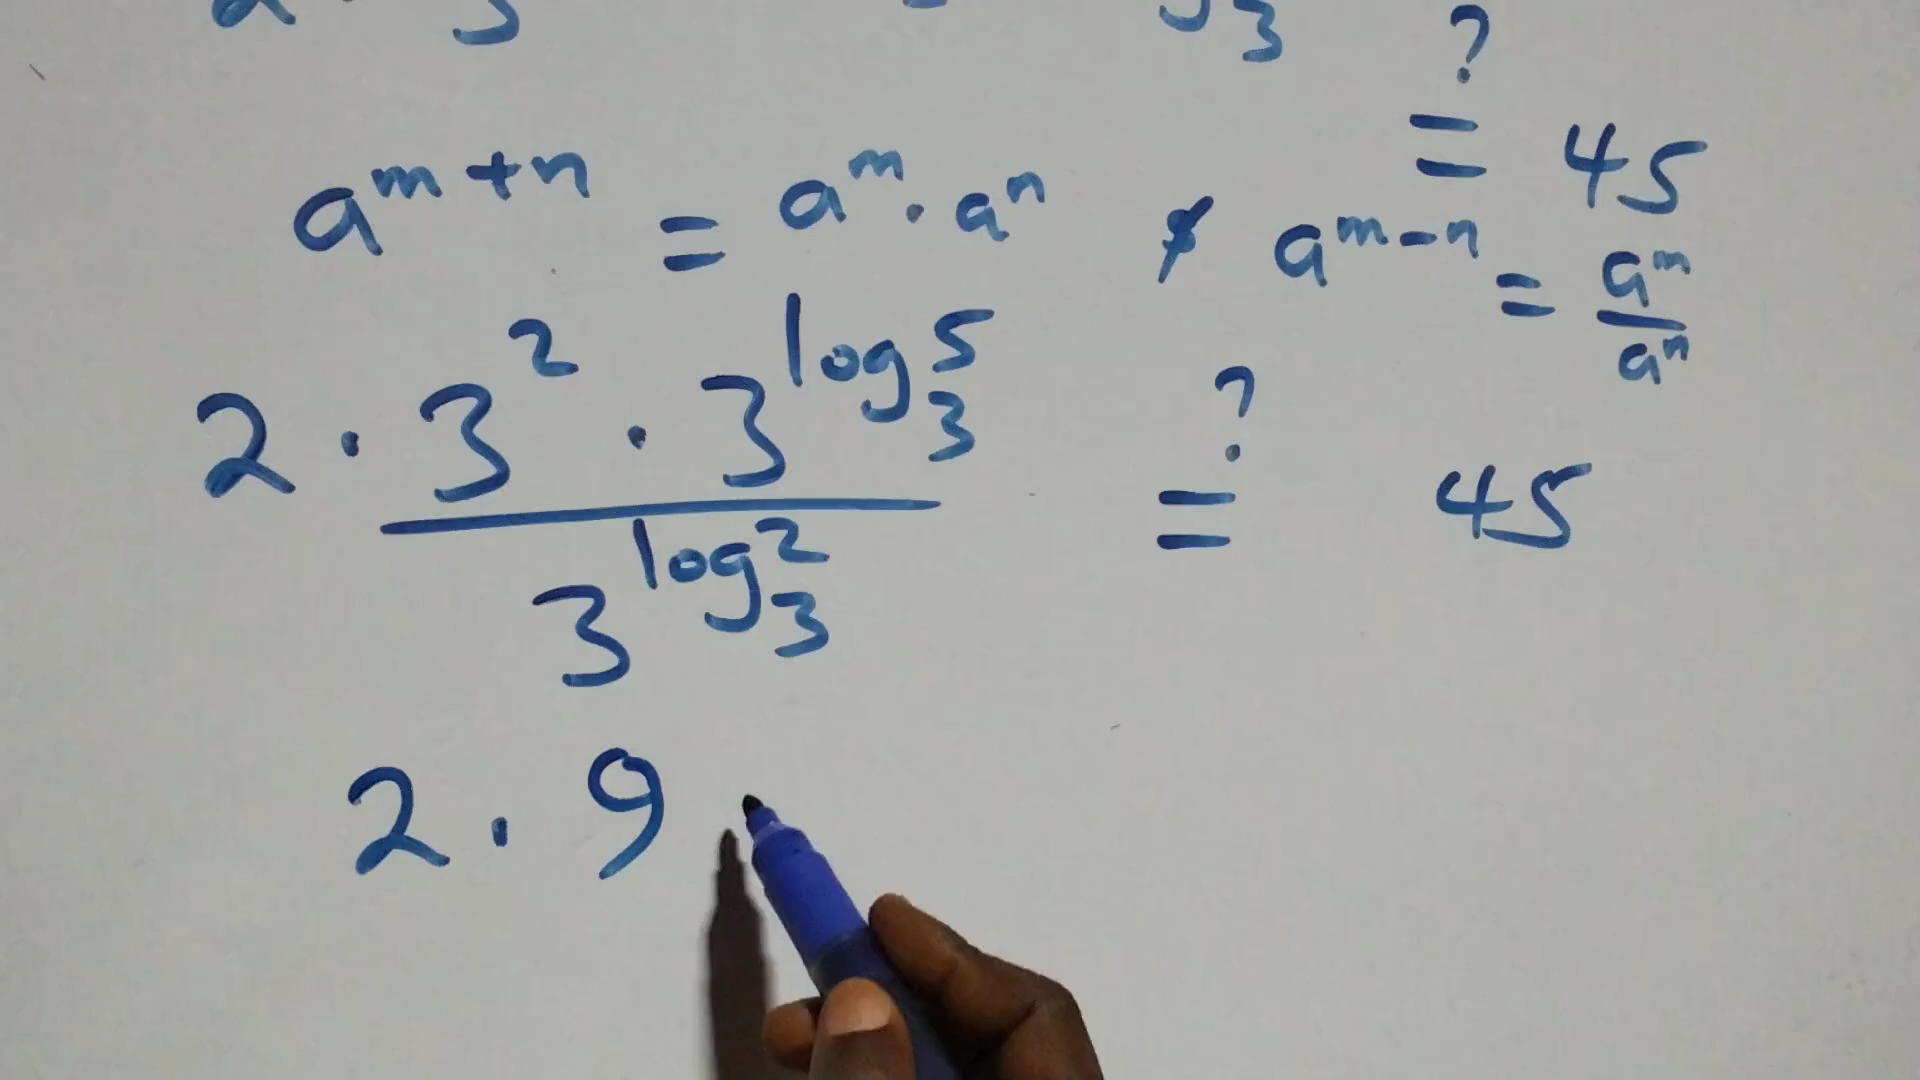 ? = 45
a^{m+n} = a^m · a^n $ a^{m-n} = a^m/a^n
2 · 3^2 · 3^{log_3 5} / 3^{log_3 2} ? = 45
2 · 9